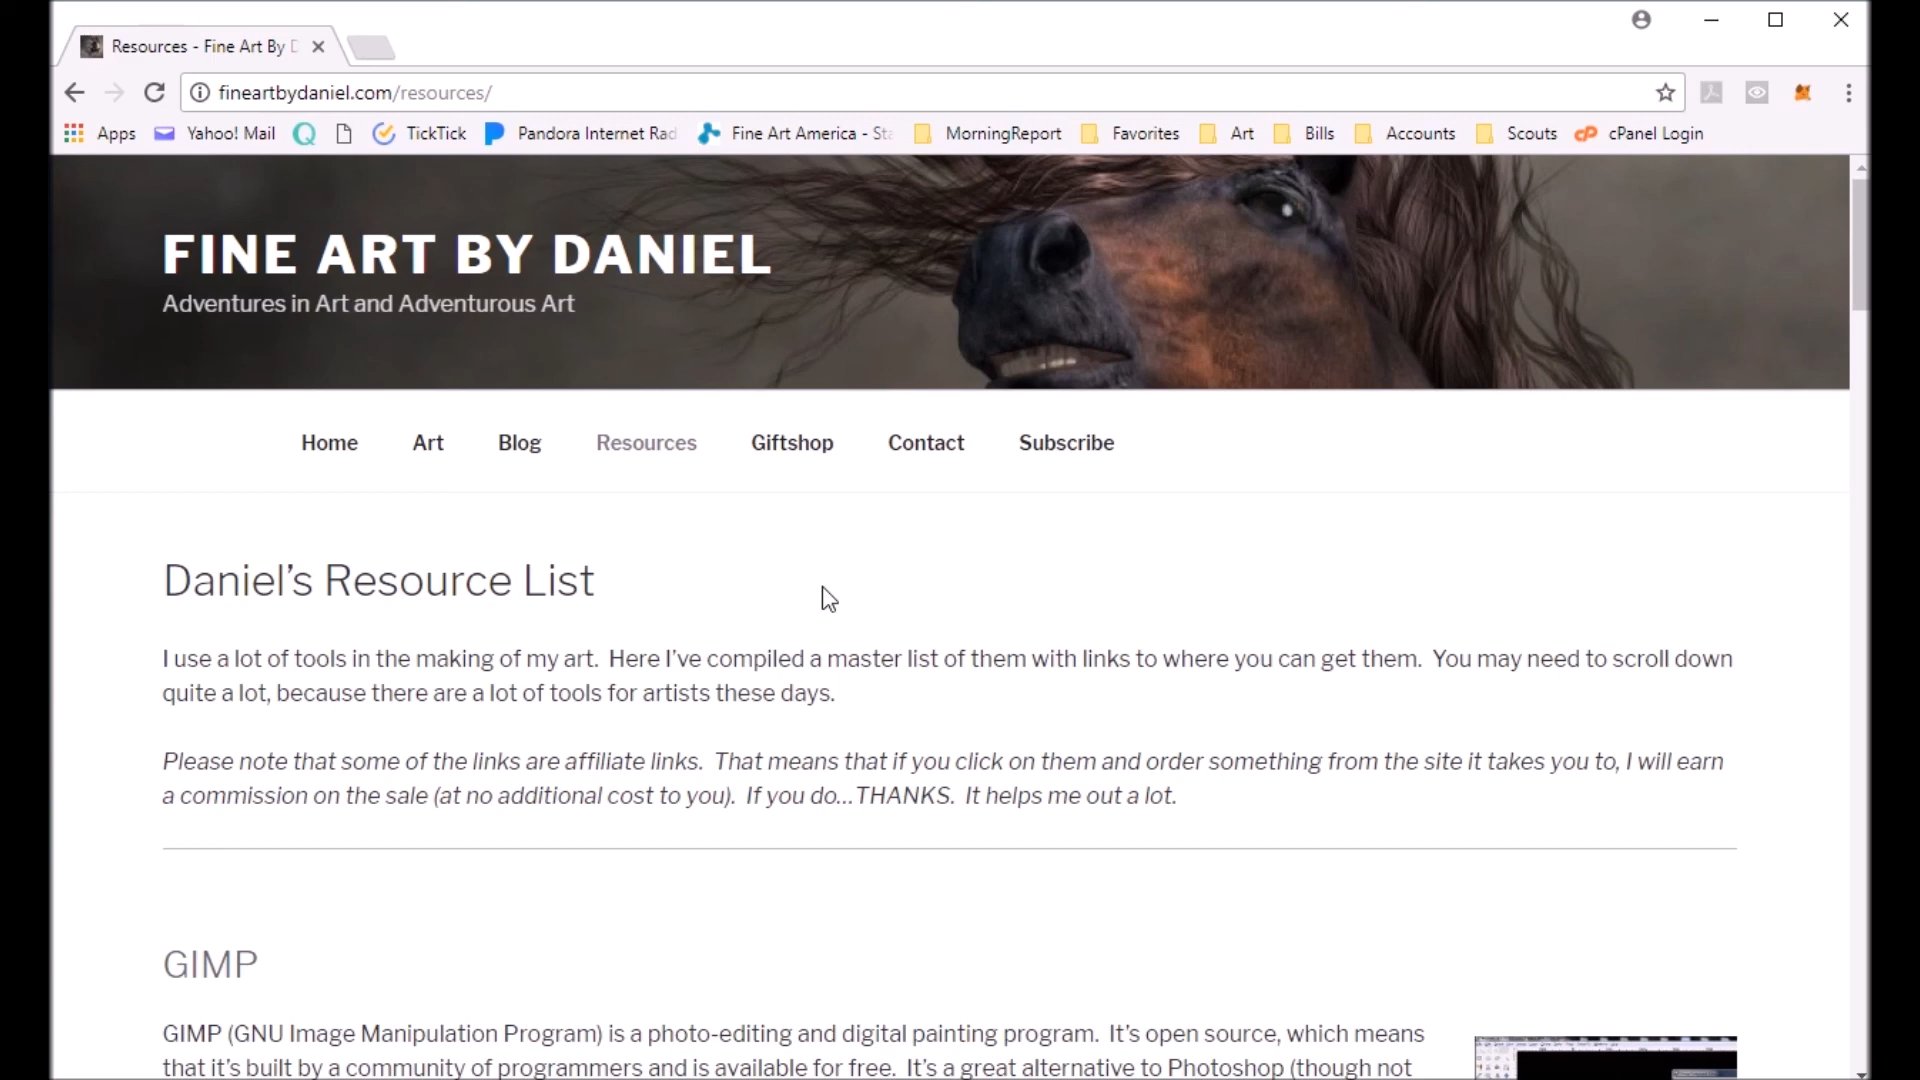 Resources - Fine Art By
fineartbydaniel.com/resources/
Apps Yahoo! Mail TickTick Pandora Internet Rad Fine Art America - MorningReport Favorites Art Bills Accounts Scouts cPanel Login
FINE ART BY DANIEL
Adventures in Art and Adventurous Art
Home Art Blog Resources Giftshop Contact Subscribe
Daniel’s Resource List
I use a lot of tools in the making of my art.  Here I’ve compiled a master list of them with links to where you can get them.  You may need to scroll down
quite a lot, because there are a lot of tools for artists these days.
Please note that some of the links are affiliate links.  That means that if you click on them and order something from the site it takes you to, I will earn
a commission on the sale (at no additional cost to you).  If you do…THANKS.  It helps me out a lot.
GIMP
GIMP (GNU Image Manipulation Program) is a photo-editing and digital painting program.  It’s open source, which means
that it’s built by a community of programmers and is available for free.  It’s a great alternative to Photoshop (though not